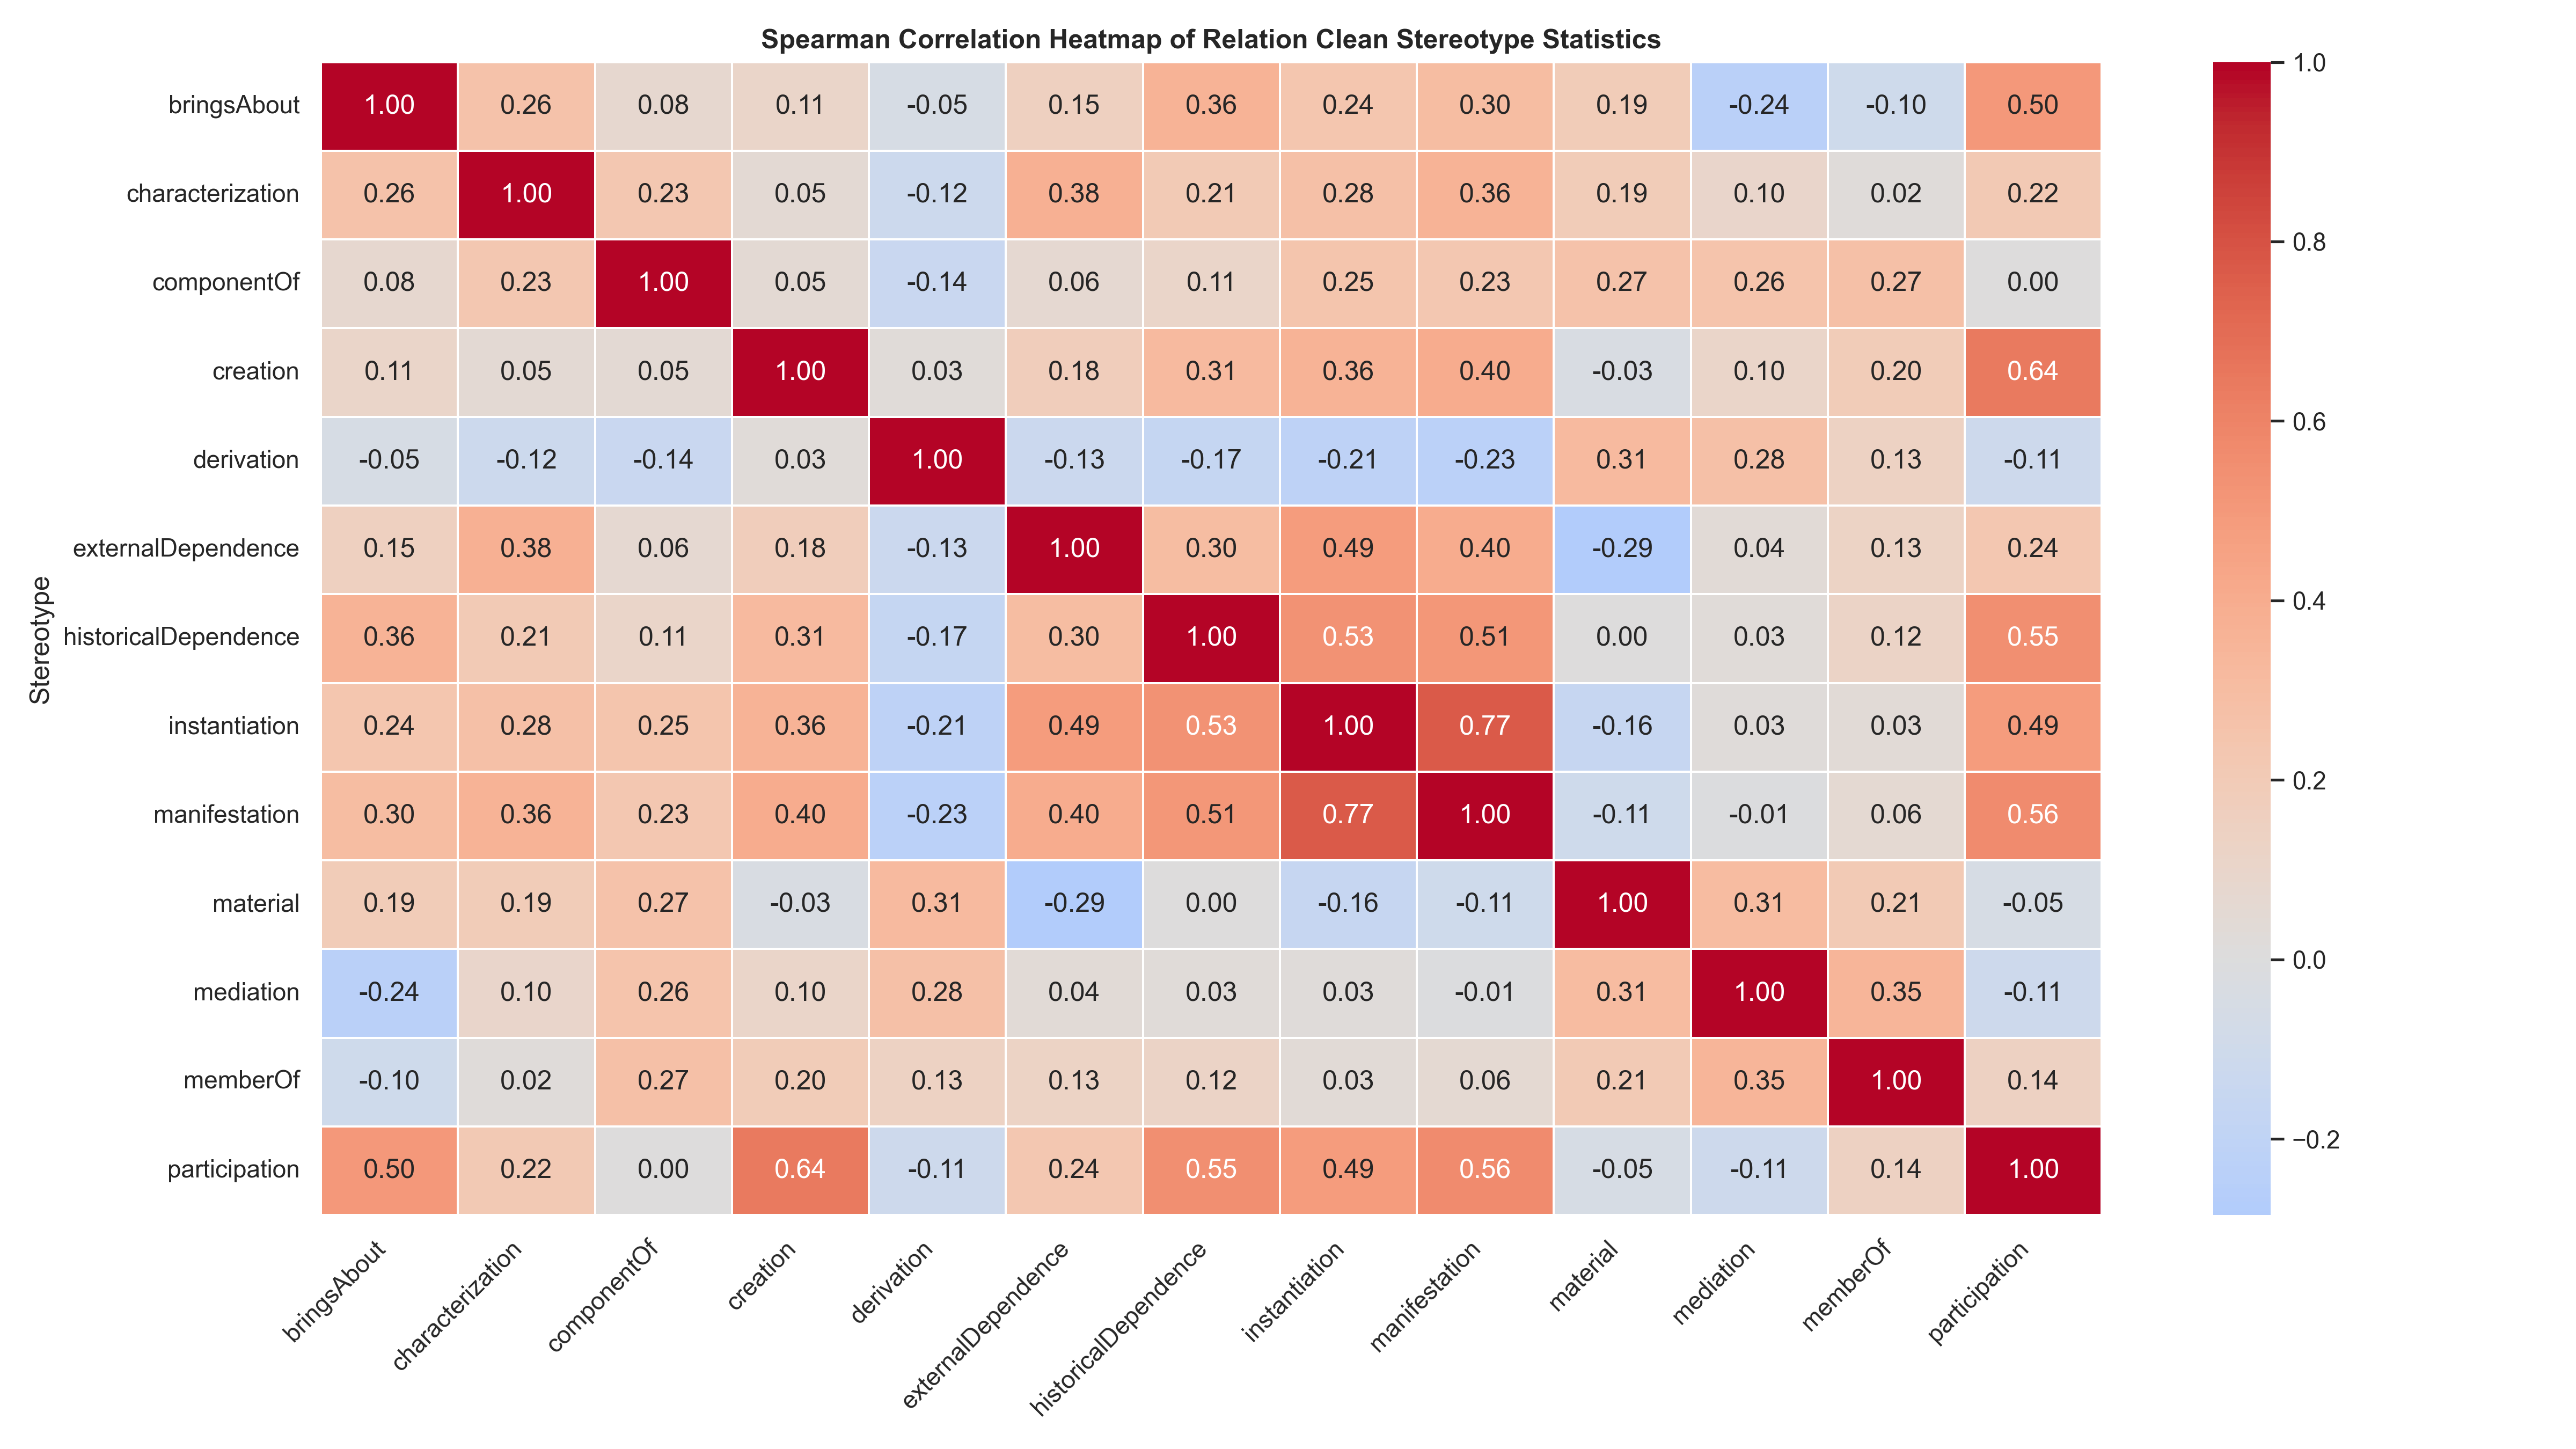 Spearman Correlation Heatmap of Relation Clean Stereotype Statistics
Stereotype
bringsAbout 1.00 0.26 0.08 0.11 -0.05 0.15 0.36 0.24 0.30 0.19 -0.24 -0.10 0.50
characterization 0.26 1.00 0.23 0.05 -0.12 0.38 0.21 0.28 0.36 0.19 0.10 0.02 0.22
componentOf 0.08 0.23 1.00 0.05 -0.14 0.06 0.11 0.25 0.23 0.27 0.26 0.27 0.00
creation 0.11 0.05 0.05 1.00 0.03 0.18 0.31 0.36 0.40 -0.03 0.10 0.20 0.64
derivation -0.05 -0.12 -0.14 0.03 1.00 -0.13 -0.17 -0.21 -0.23 0.31 0.28 0.13 -0.11
externalDependence 0.15 0.38 0.06 0.18 -0.13 1.00 0.30 0.49 0.40 -0.29 0.04 0.13 0.24
historicalDependence 0.36 0.21 0.11 0.31 -0.17 0.30 1.00 0.53 0.51 0.00 0.03 0.12 0.55
instantiation 0.24 0.28 0.25 0.36 -0.21 0.49 0.53 1.00 0.77 -0.16 0.03 0.03 0.49
manifestation 0.30 0.36 0.23 0.40 -0.23 0.40 0.51 0.77 1.00 -0.11 -0.01 0.06 0.56
material 0.19 0.19 0.27 -0.03 0.31 -0.29 0.00 -0.16 -0.11 1.00 0.31 0.21 -0.05
mediation -0.24 0.10 0.26 0.10 0.28 0.04 0.03 0.03 -0.01 0.31 1.00 0.35 -0.11
memberOf -0.10 0.02 0.27 0.20 0.13 0.13 0.12 0.03 0.06 0.21 0.35 1.00 0.14
participation 0.50 0.22 0.00 0.64 -0.11 0.24 0.55 0.49 0.56 -0.05 -0.11 0.14 1.00
bringsAbout characterization componentOf creation derivation externalDependence historicalDependence instantiation manifestation material mediation memberOf participation
1.0
0.8
0.6
0.4
0.2
0.0
−0.2